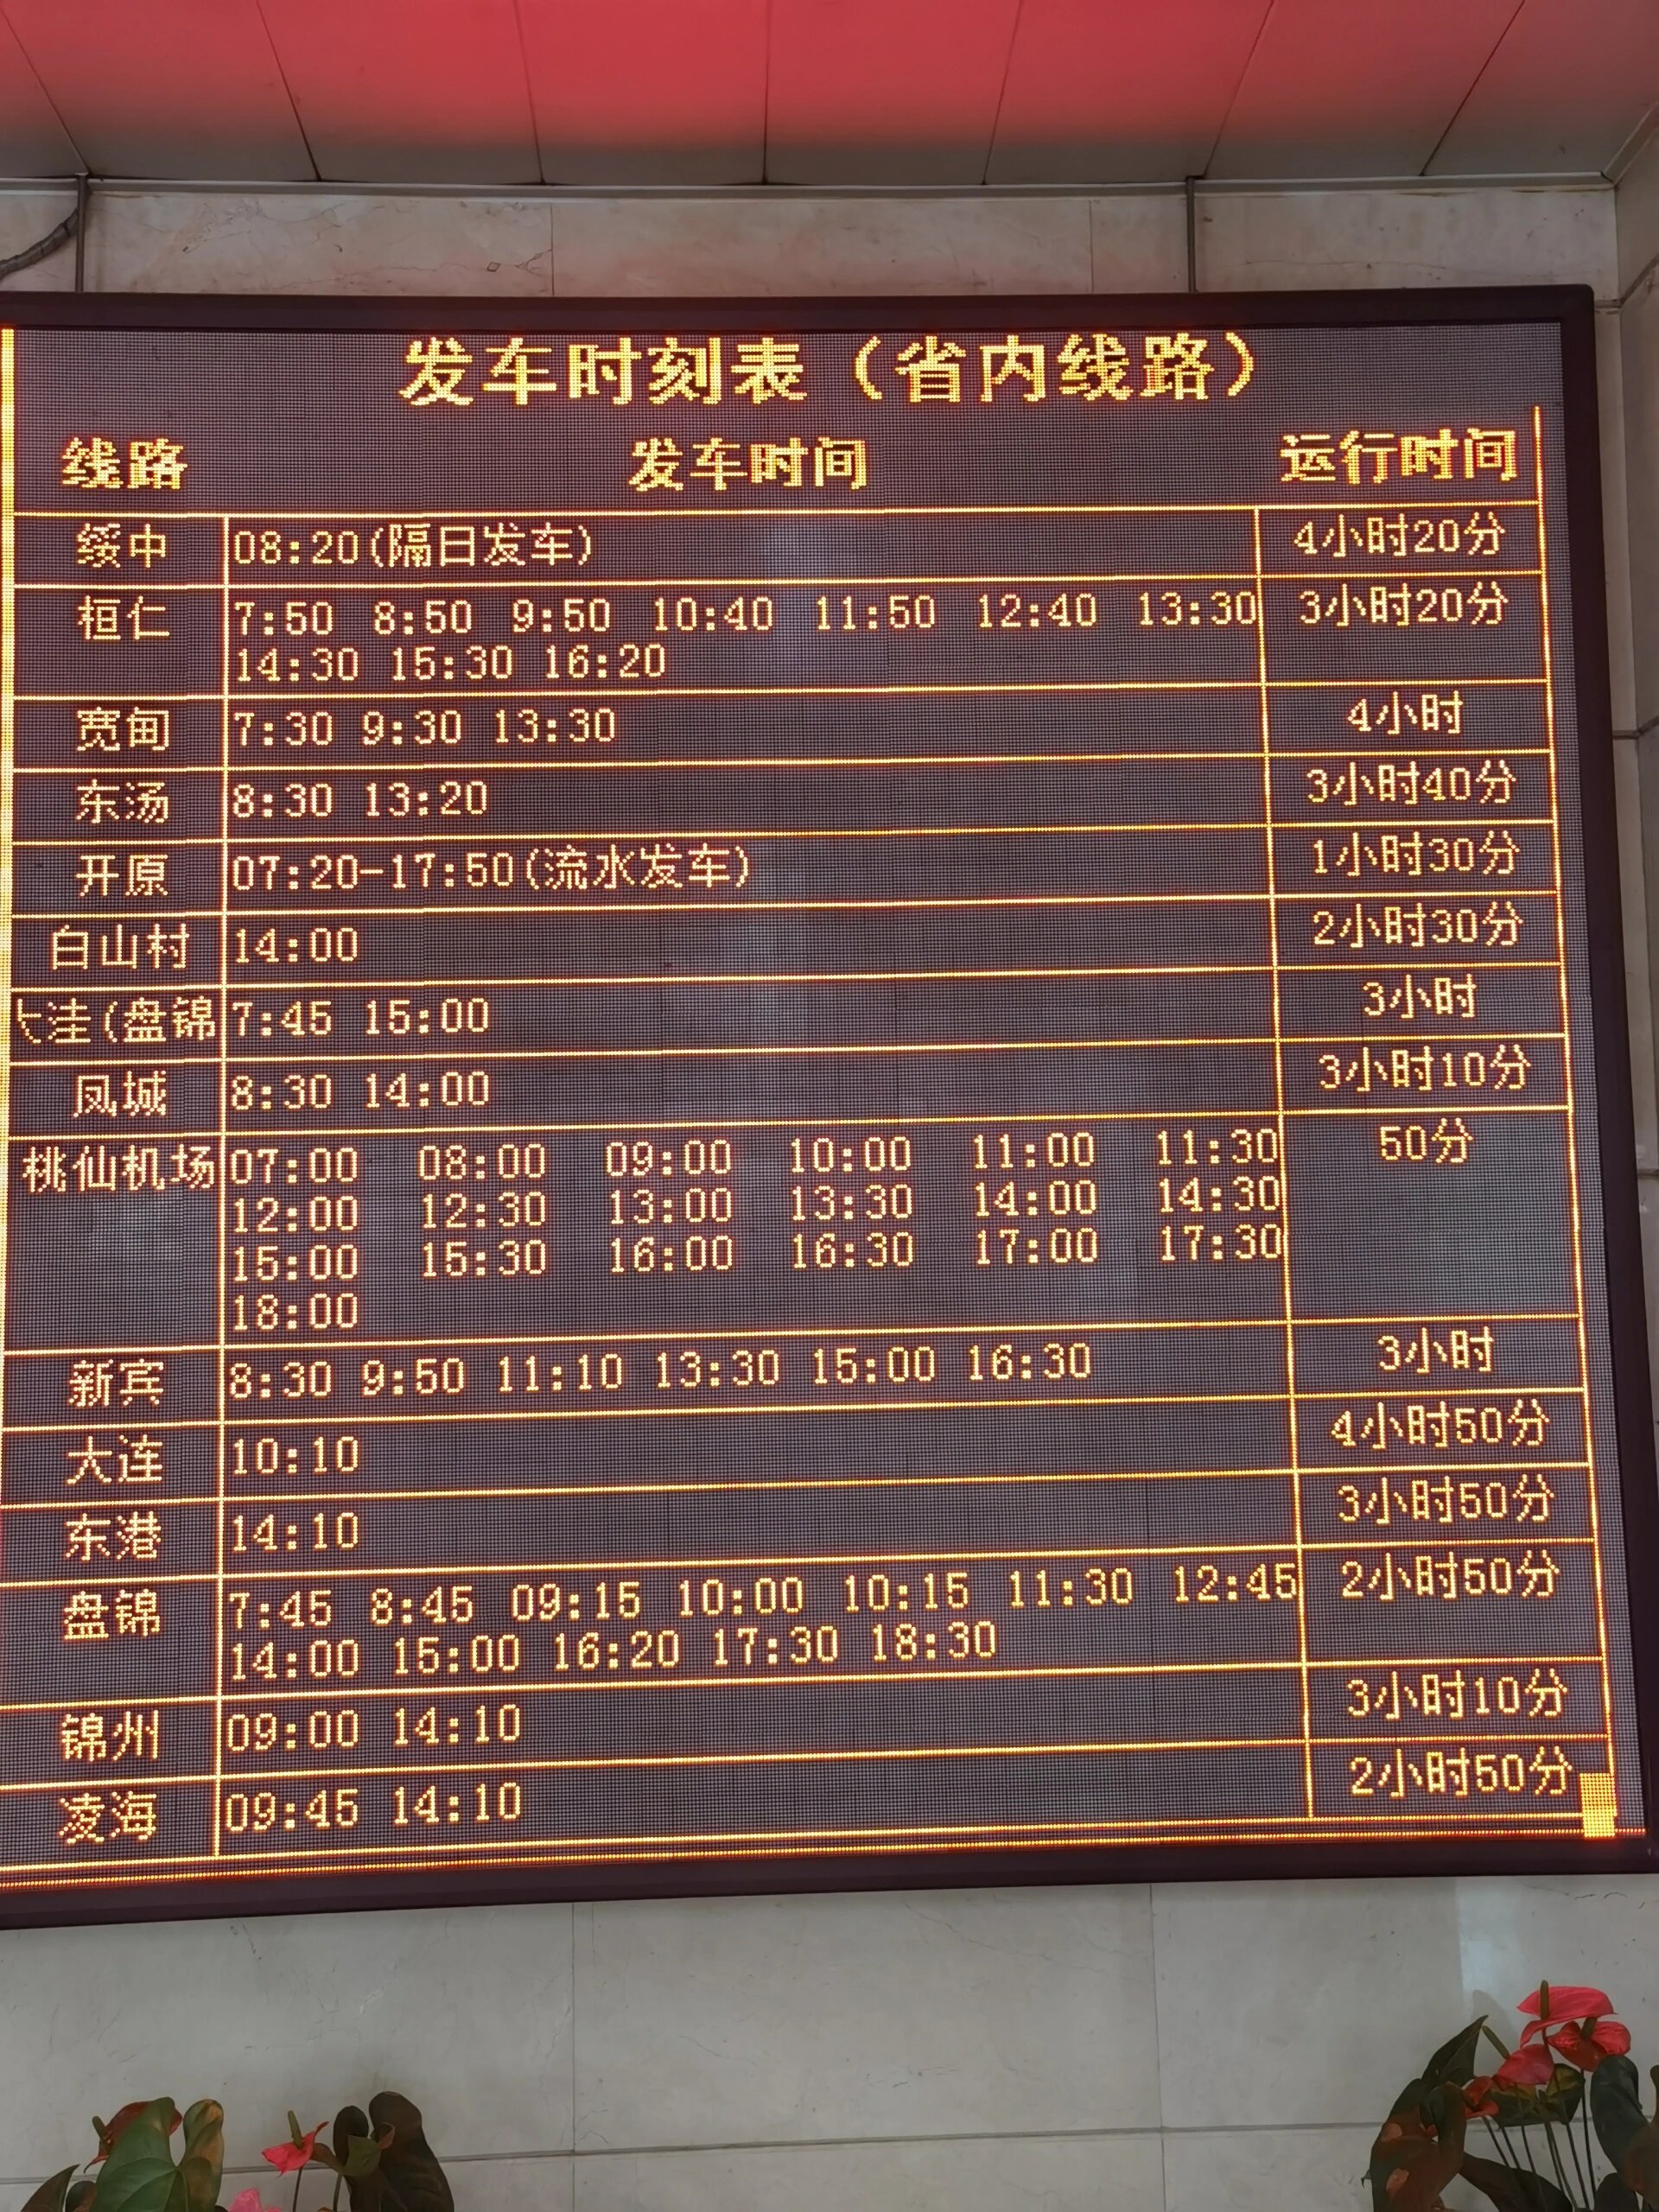 发车时刻表（省内线路）
线路 发车时间 运行时间
绥中 08:20(隔日发车) 4小时20分
桓仁 7:50 8:50 9:50 10:40 11:50 12:40 13:30 3小时20分
14:30 15:30 16:20
宽甸 7:30 9:30 13:30 4小时
东汤 8:30 13:20 3小时40分
开原 07:20-17:50(流水发车) 1小时30分
白山村 14:00 2小时30分
大洼(盘锦 7:45 15:00 3小时
凤城 8:30 14:00 3小时10分
桃仙机场 07:00 08:00 09:00 10:00 11:00 11:30 50分
12:00 12:30 13:00 13:30 14:00 14:30
15:00 15:30 16:00 16:30 17:00 17:30
18:00
新宾 8:30 9:50 11:10 13:30 15:00 16:30 3小时
大连 10:10 4小时50分
东港 14:10 3小时50分
盘锦 7:45 8:45 09:15 10:00 10:15 11:30 12:45 2小时50分
14:00 15:00 16:20 17:30 18:30
锦州 09:00 14:10 3小时10分
凌海 09:45 14:10 2小时50分